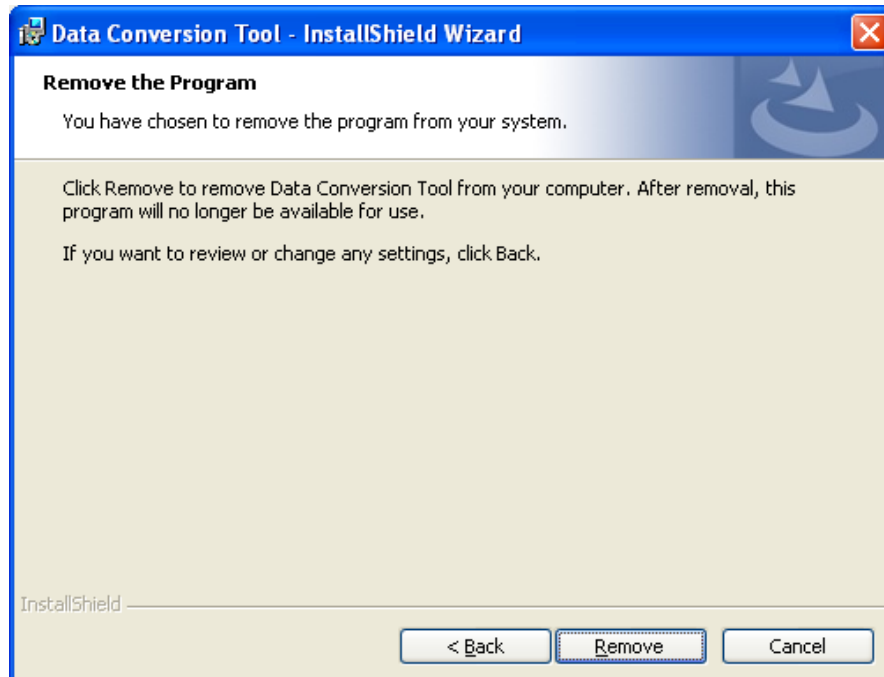 Data Conversion Tool - InstallShield Wizard
Remove the Program
You have chosen to remove the program from your system.
Click Remove to remove Data Conversion Tool from your computer. After removal, this
program will no longer be available for use.
If you want to review or change any settings, click Back.
InstallShield
< Back
Remove
Cancel